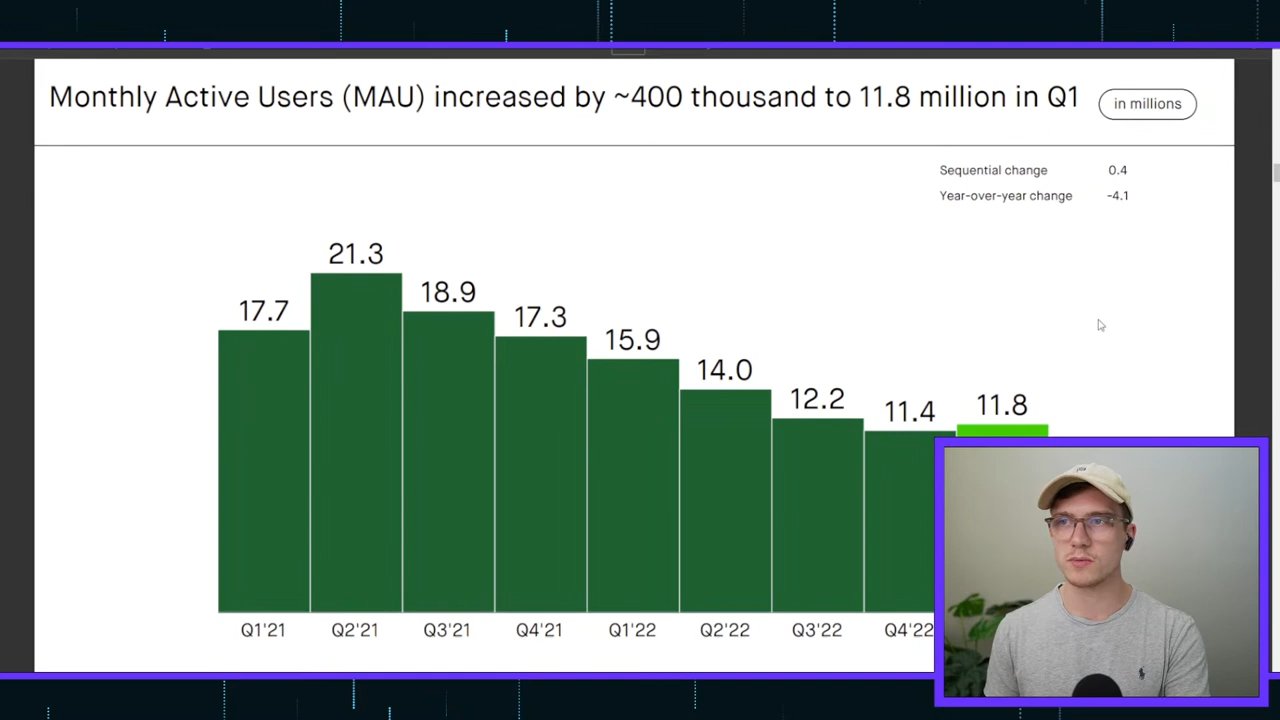 Monthly Active Users (MAU) increased by ~400 thousand to 11.8 million in Q1
in millions
Sequential change 0.4
Year-over-year change -4.1
17.7
21.3
18.9
17.3
15.9
14.0
12.2
11.4
11.8
Q1'21
Q2'21
Q3'21
Q4'21
Q1'22
Q2'22
Q3'22
Q4'22